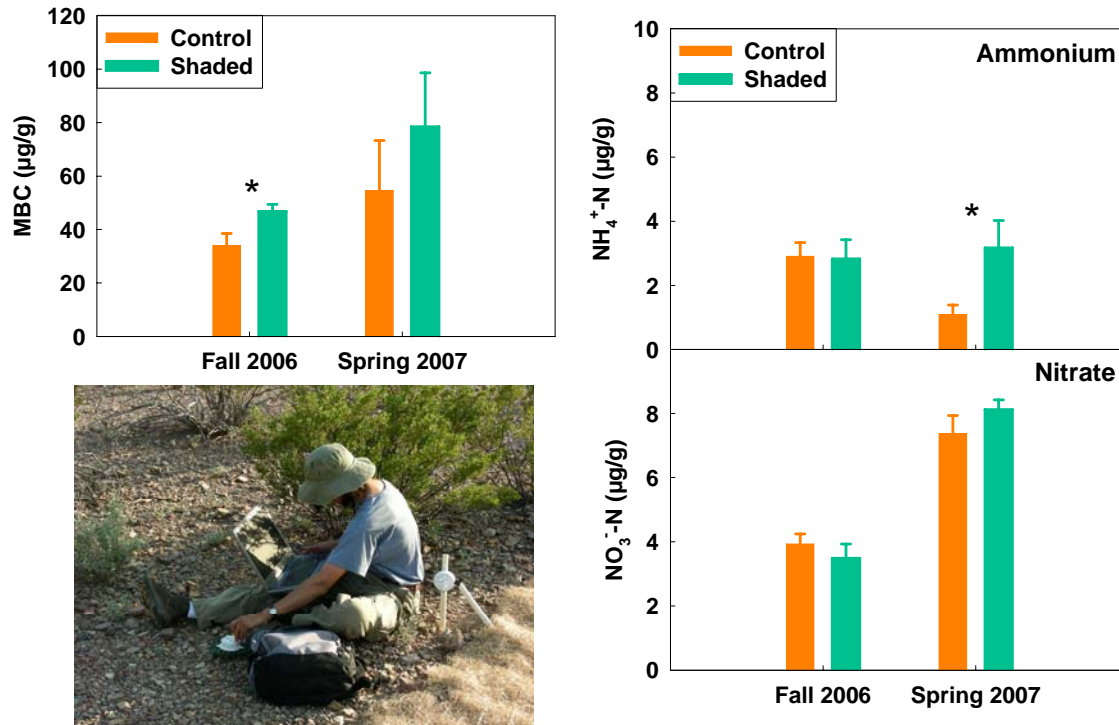 120
100
80
60
40
20
0
MBC (µg/g)
Control
Shaded
*
Fall 2006 Spring 2007
10
8
6
4
2
0
NH₄⁺-N (µg/g)
Control
Shaded
Ammonium
*
Nitrate
8
6
4
2
0
NO₃⁻-N (µg/g)
Fall 2006 Spring 2007